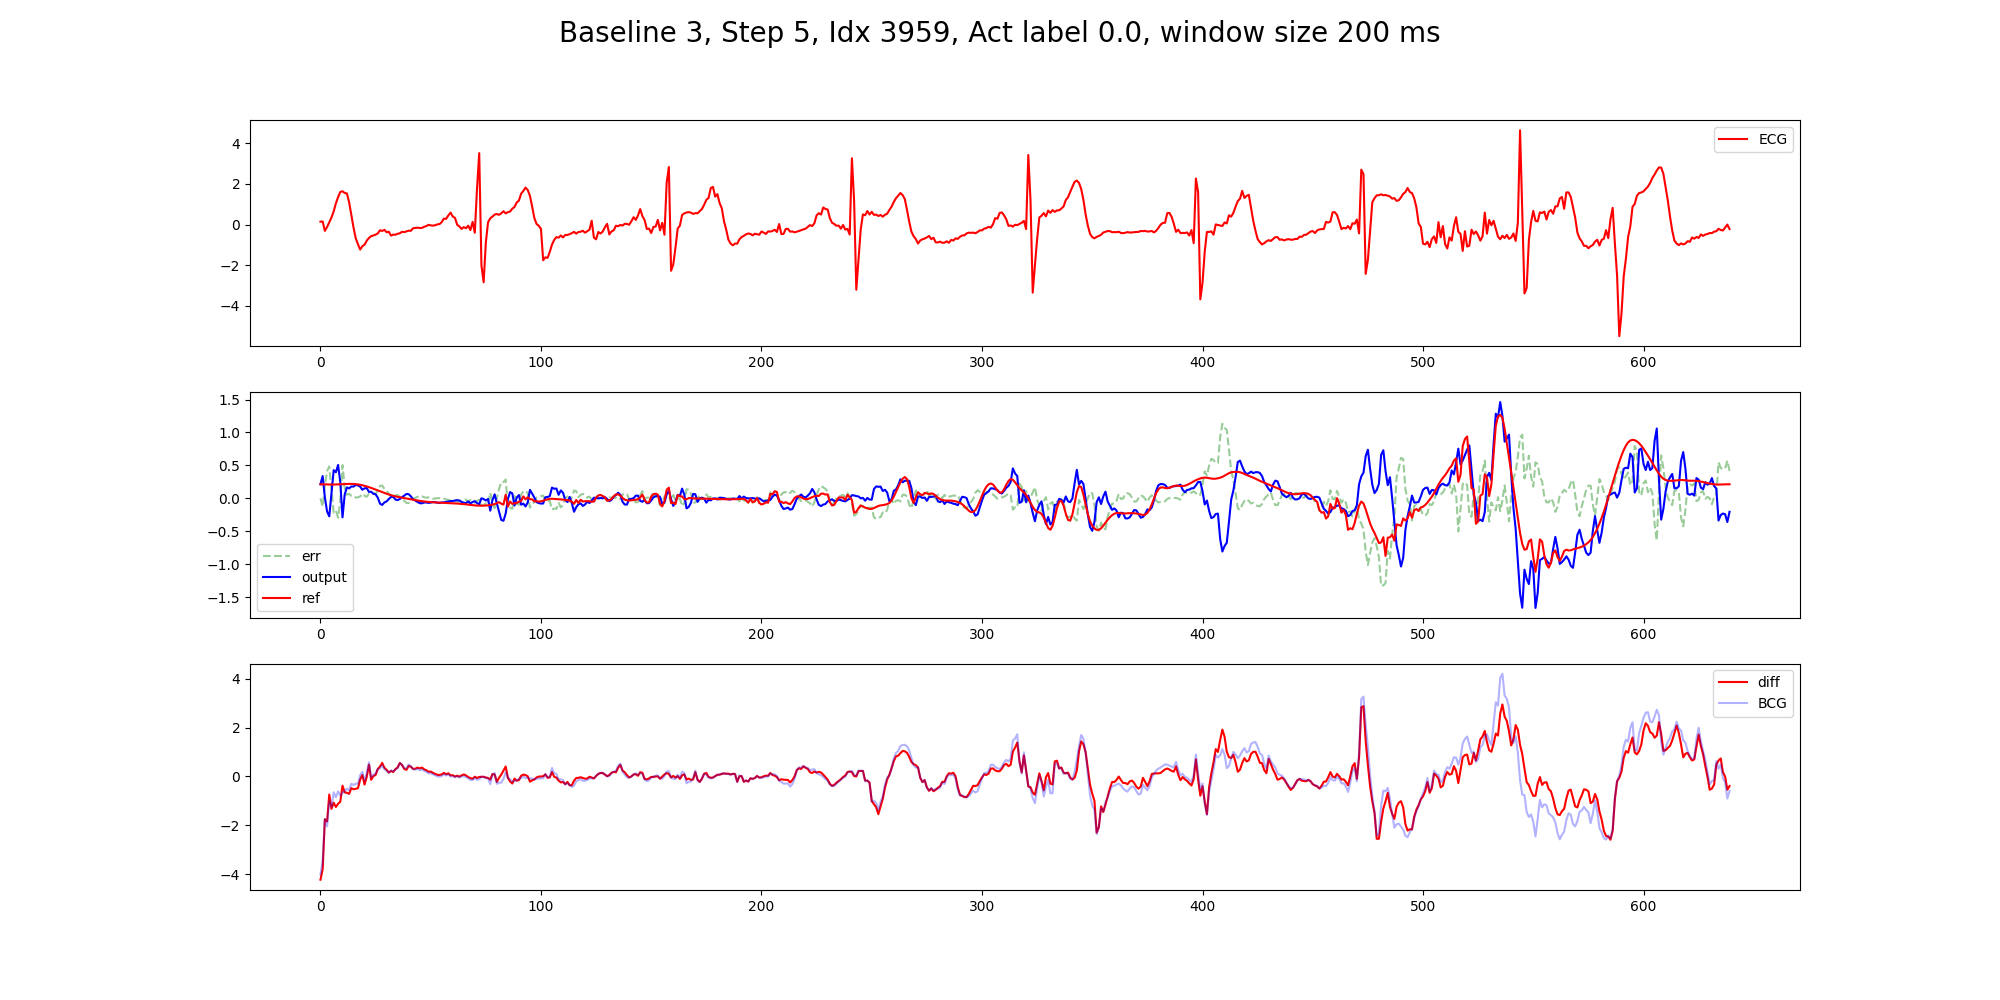 Baseline 3, Step 5, Idx 3959, Act label 0.0, window size 200 ms
4
2
0
−2
−4
ECG
0 100 200 300 400 500 600
1.5
1.0
0.5
0.0
−0.5
−1.0
−1.5
err
output
ref
0 100 200 300 400 500 600
4
2
0
−2
−4
diff
BCG
0 100 200 300 400 500 600